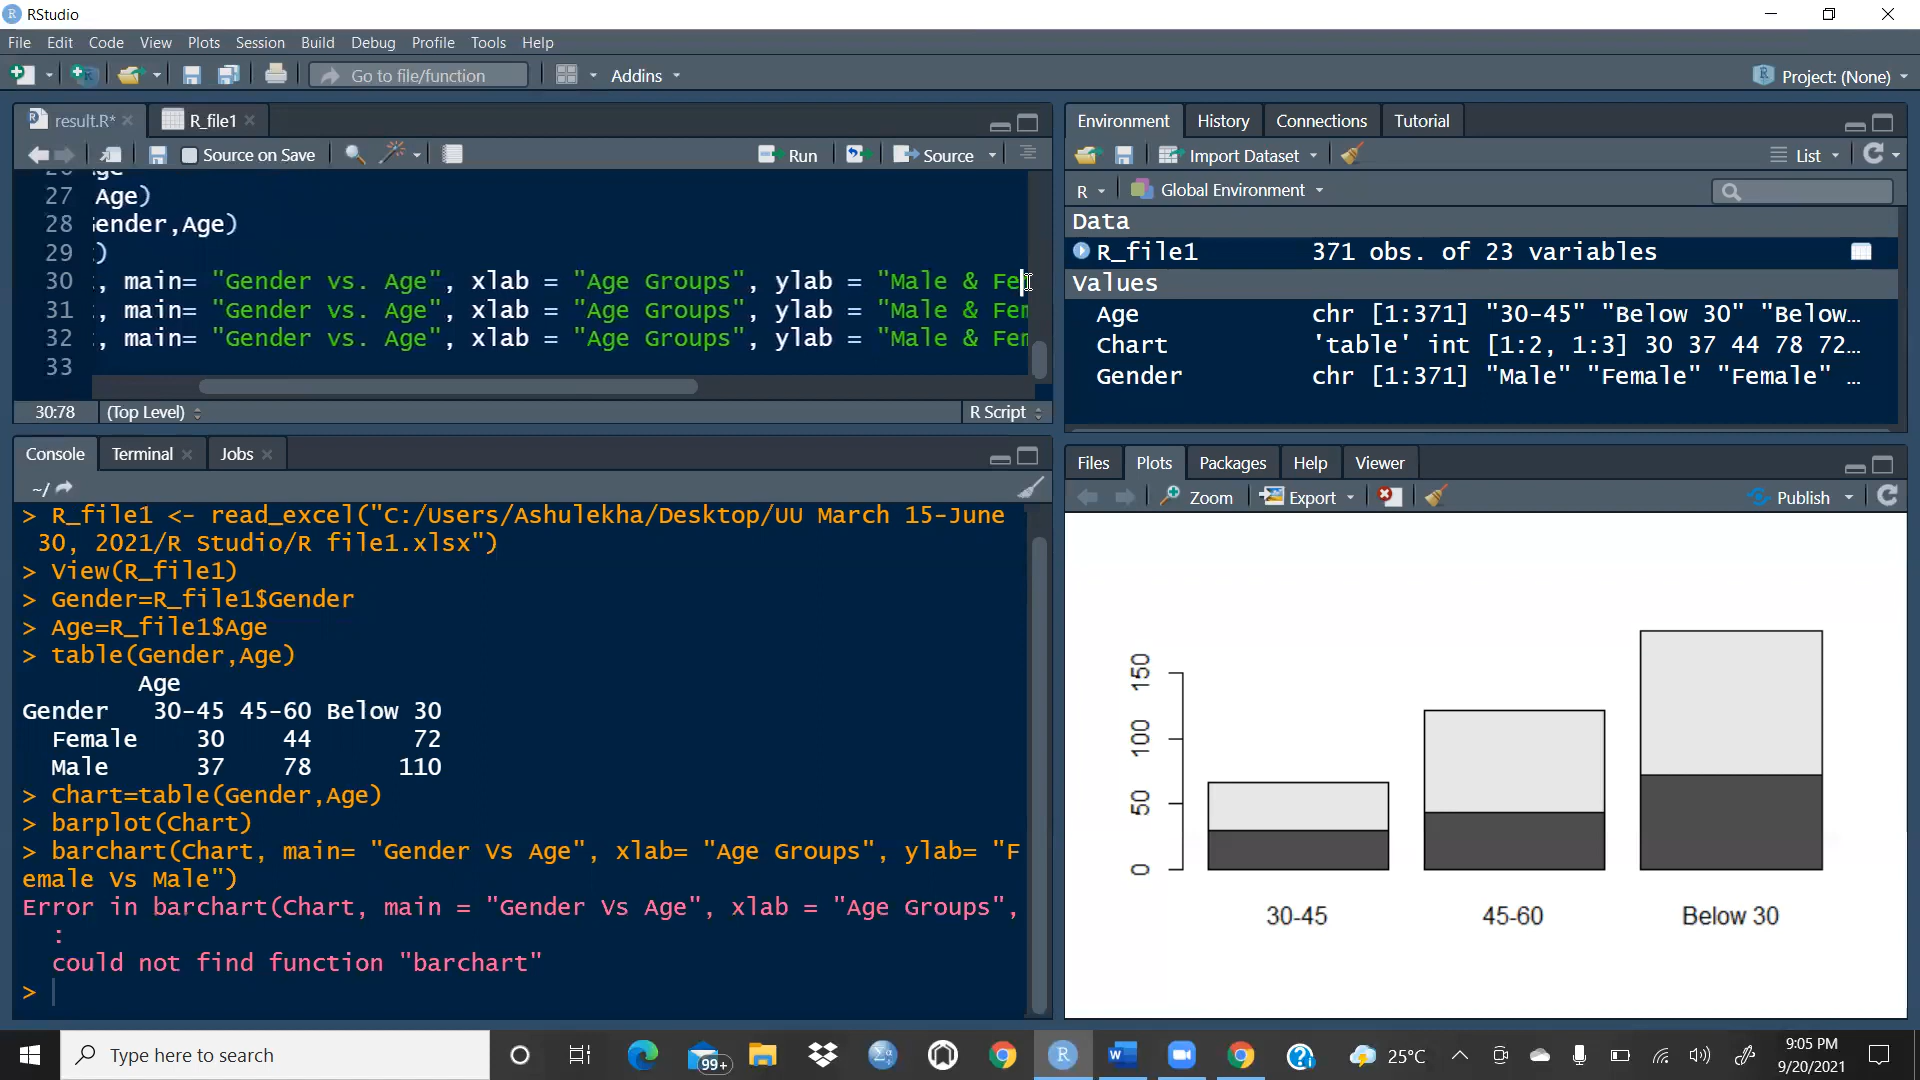 RStudio
File Edit Code View Plots Session Build Debug Profile Tools Help
Go to file/function Addins Project: (None)
result.R* R_file1
Source on Save Run Source
27 Age)
28 Gender,Age)
29 )
30 , main= "Gender vs. Age", xlab = "Age Groups", ylab = "Male & Fe
31 , main= "Gender vs. Age", xlab = "Age Groups", ylab = "Male & Fem
32 , main= "Gender vs. Age", xlab = "Age Groups", ylab = "Male & Fem
33
30:78 (Top Level) R Script
Console Terminal Jobs
~/
> R_file1 <- read_excel("C:/Users/Ashulekha/Desktop/UU March 15-June
30, 2021/R Studio/R file1.xlsx")
> View(R_file1)
> Gender=R_file1$Gender
> Age=R_file1$Age
> table(Gender,Age)
Age
Gender 30-45 45-60 Below 30
Female 30 44 72
Male 37 78 110
> Chart=table(Gender,Age)
> barplot(Chart)
> barchart(Chart, main= "Gender Vs Age", xlab= "Age Groups", ylab= "F
emale Vs Male")
Error in barchart(Chart, main = "Gender Vs Age", xlab = "Age Groups",
:
could not find function "barchart"
>
Environment History Connections Tutorial
Import Dataset List
R Global Environment
Data
R_file1 371 obs. of 23 variables
Values
Age chr [1:371] "30-45" "Below 30" "Below…
Chart 'table' int [1:2, 1:3] 30 37 44 78 72…
Gender chr [1:371] "Male" "Female" "Female" …
Files Plots Packages Help Viewer
Zoom Export Publish
150
100
50
0
30-45 45-60 Below 30
Type here to search
99+
25°C
9:05 PM
9/20/2021